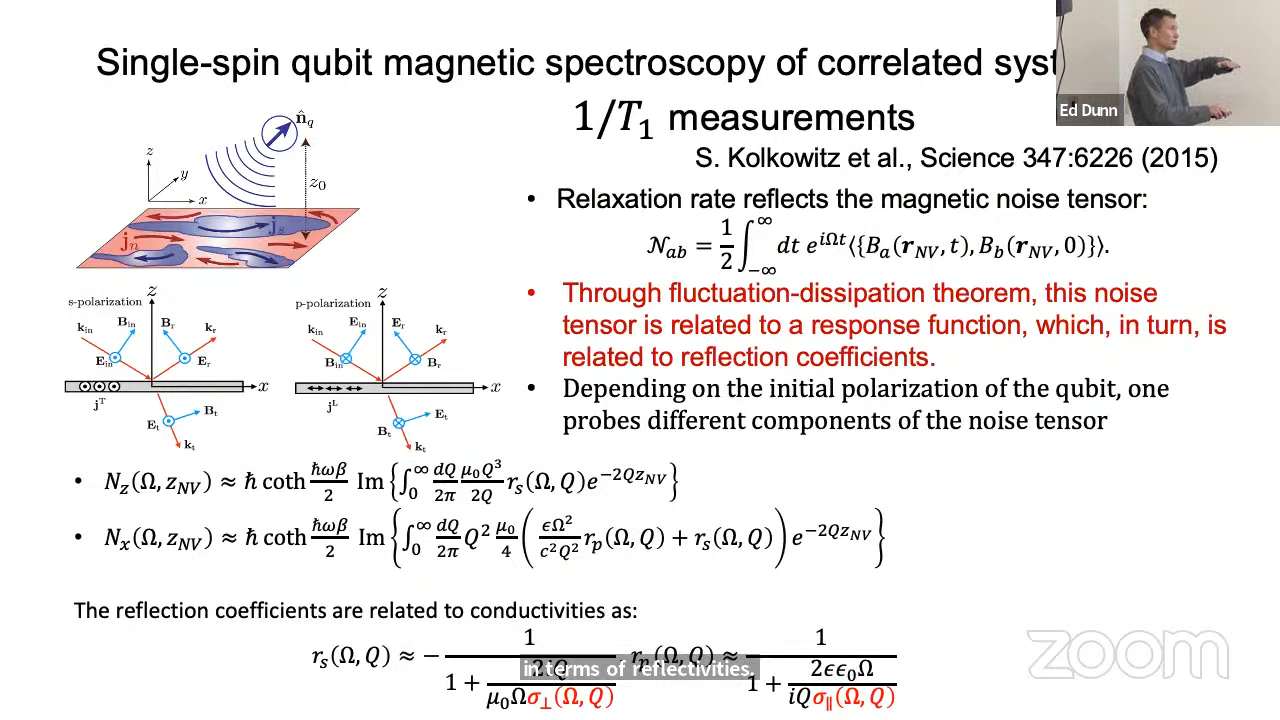 Single-spin qubit magnetic spectroscopy of correlated syst
1/T₁ measurements
Ed Dunn
S. Kolkowitz et al., Science 347:6226 (2015)
n̂_q
z
y
x
z₀
j_s
j_n
• Relaxation rate reflects the magnetic noise tensor:
𝒩_ab = 1/2 ∫_{-∞}^{∞} dt e^{iΩt}⟨{B_a(r_NV, t), B_b(r_NV, 0)}⟩.
• Through fluctuation-dissipation theorem, this noise
tensor is related to a response function, which, in turn, is
related to reflection coefficients.
• Depending on the initial polarization of the qubit, one
probes different components of the noise tensor
s-polarization
z
k_in
B_in
B_r
k_r
E_in
E_r
x
j^T
E_t
B_t
k_t
p-polarization
z
k_in
E_in
E_r
k_r
B_in
B_r
x
j^L
B_t
E_t
k_t
• N_z(Ω, z_NV) ≈ ħ coth ħωβ/2 Im{∫_0^∞ dQ/2π μ₀Q³/2Q r_s(Ω, Q)e^{-2Qz_NV}}
• N_x(Ω, z_NV) ≈ ħ coth ħωβ/2 Im{∫_0^∞ dQ/2π Q² μ₀/4 (ϵΩ²/c²Q² r_p(Ω, Q) + r_s(Ω, Q)) e^{-2Qz_NV}}
The reflection coefficients are related to conductivities as:
r_s(Ω, Q) ≈ − 1/(1 + 2iQ/(μ₀Ωσ_⊥(Ω, Q))) r_p(Ω, Q) ≈ 1/(1 + 2ϵϵ₀Ω/(iQσ_∥(Ω, Q)))
in terms of reflectivities.
zoom